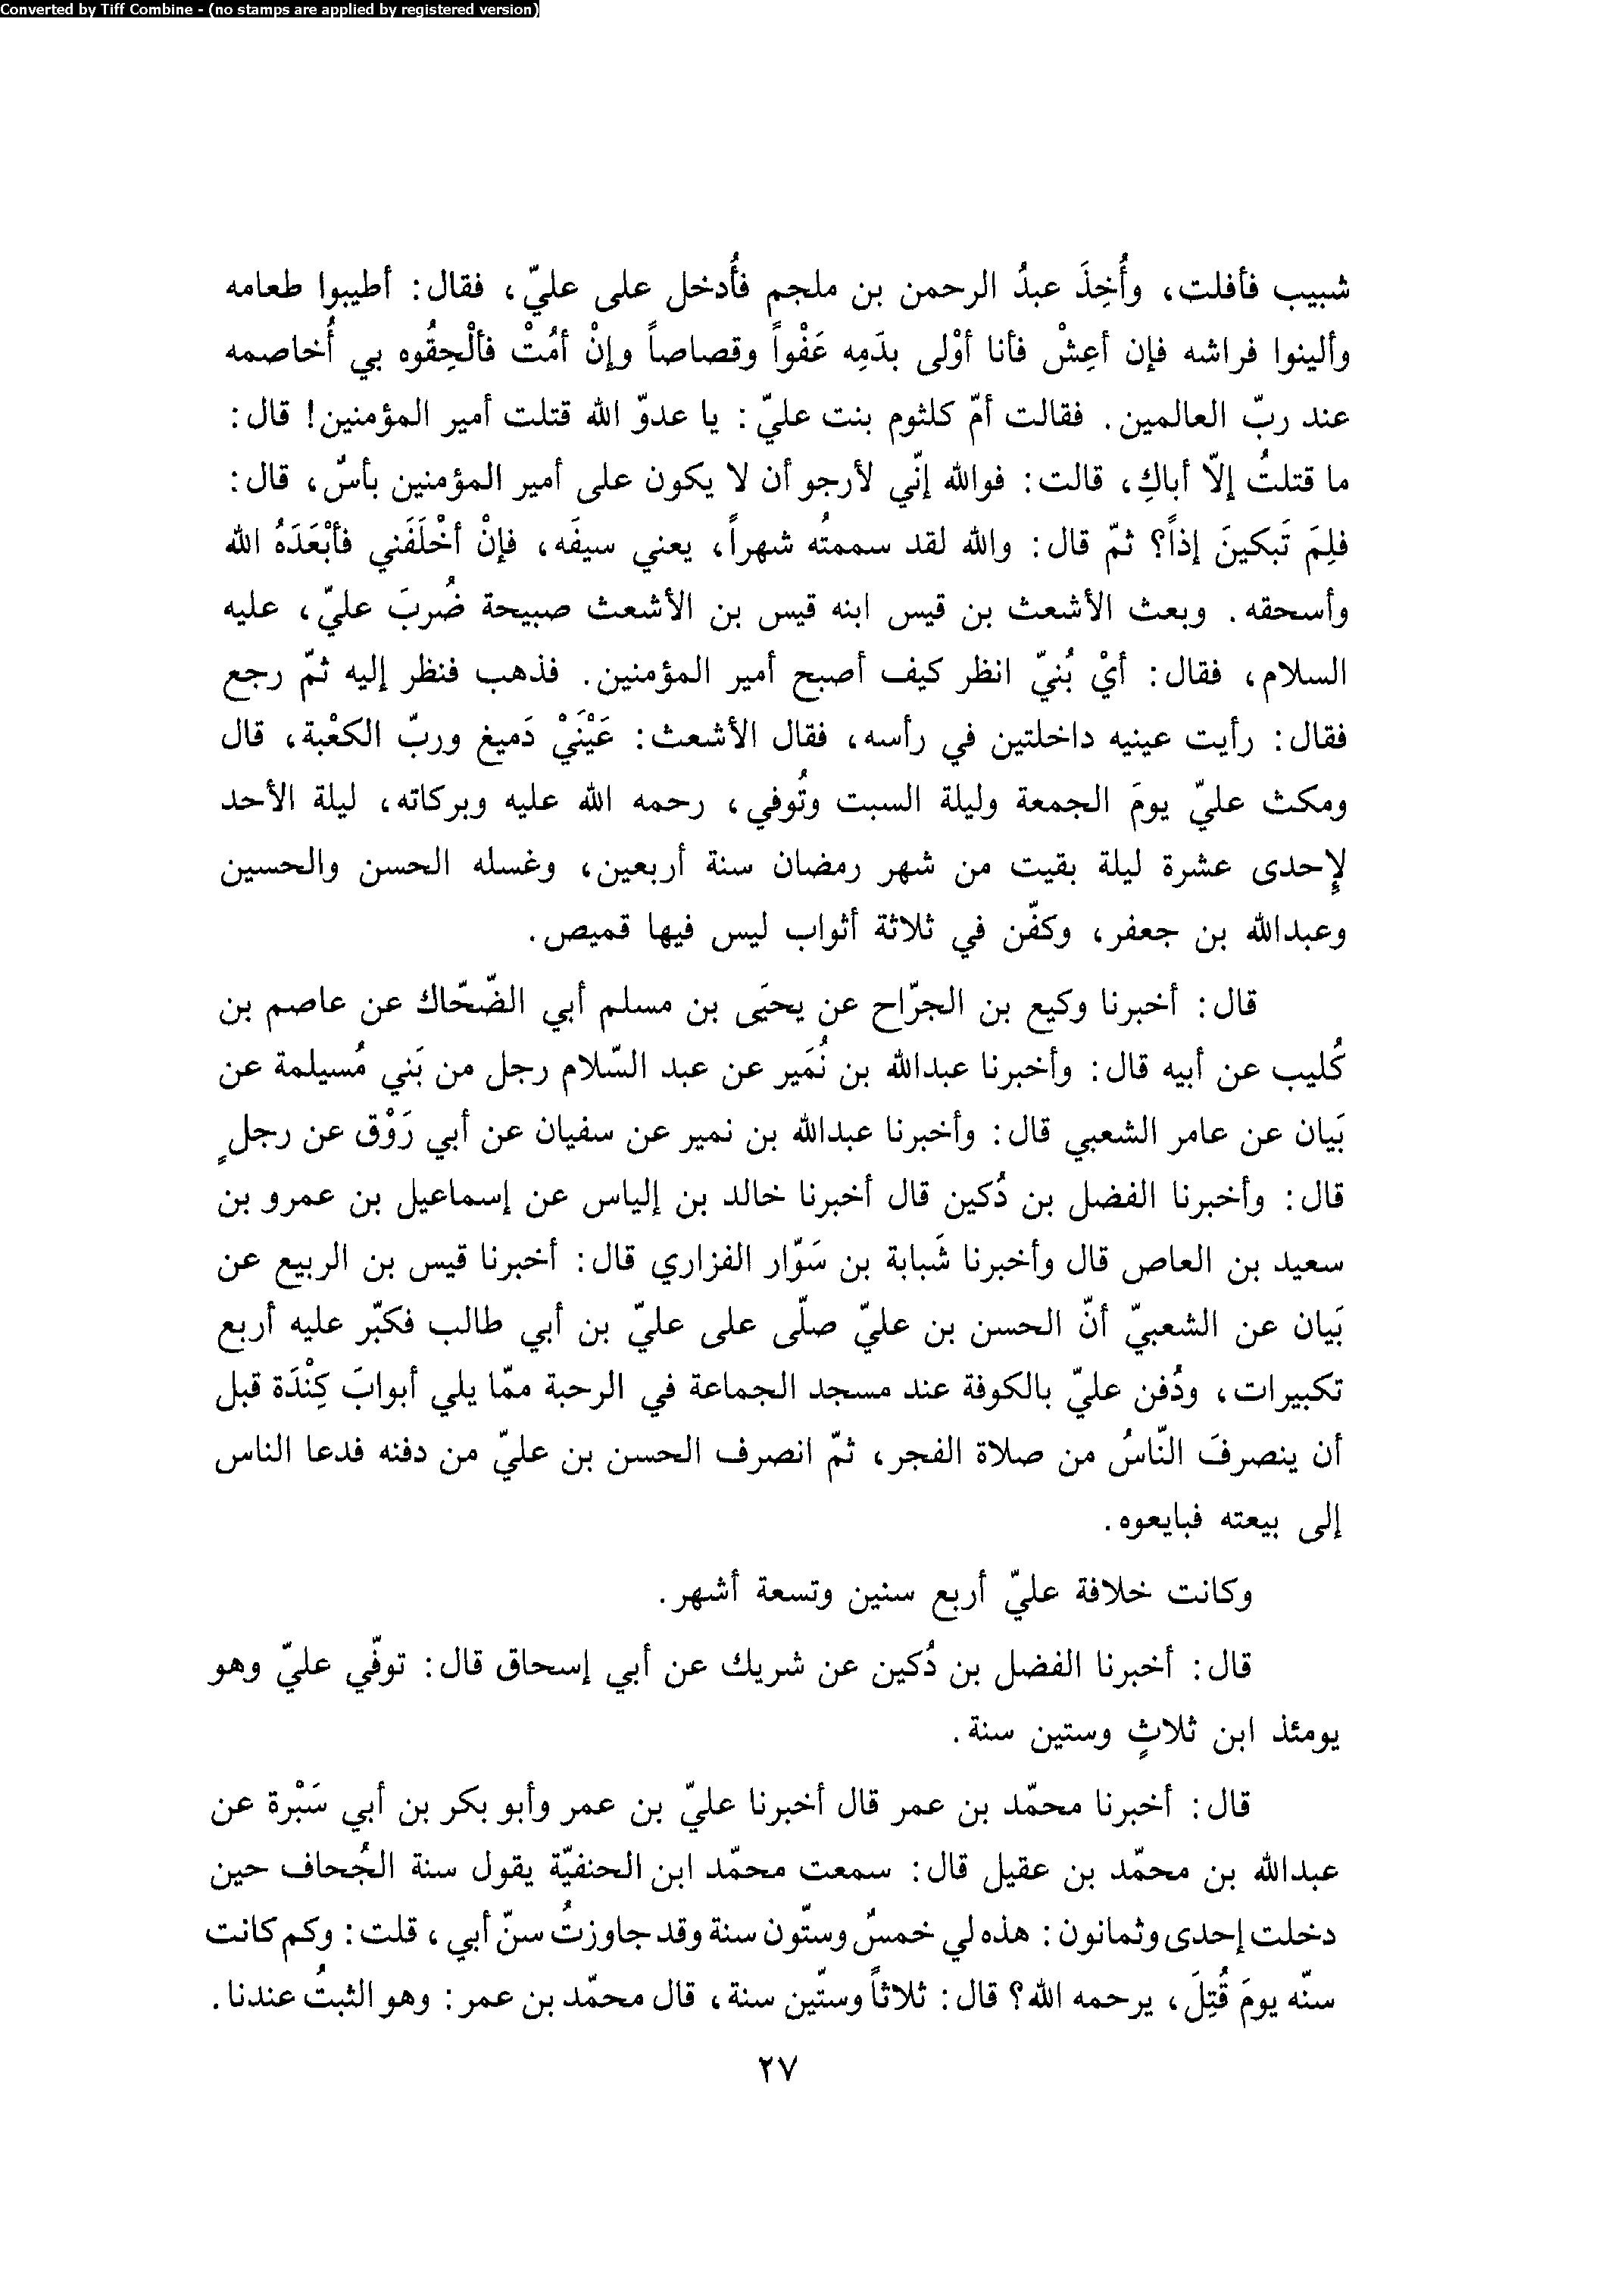 Converted by Tiff Combine - (no stamps are applied by registered version)
شبيب فأفلت، وأُخِذَ عبدُ الرحمن بن ملجم فأُدخل على عليّ، فقال: أطيبوا طعامه
وألينوا فراشه فإن أعِشْ فأنا أوْلى بدَمِه عَفْواً وقصاصاً وإنْ أمُتْ فألْحِقُوه بي أُخاصمه
عند ربّ العالمين. فقالت أمّ كلثوم بنت عليّ: يا عدوّ الله قتلت أمير المؤمنين! قال:
ما قتلتُ إلاّ أباكِ، قالت: فوالله إنّي لأرجو أن لا يكون على أمير المؤمنين بأسٌ، قال:
فلِمَ تَبكينَ إذاً؟ ثمّ قال: والله لقد سممتُه شهراً، يعني سيفَه، فإنْ أخْلَفَني فأبْعَدَهُ الله
وأسحقه. وبعث الأشعث بن قيس ابنه قيس بن الأشعث صبيحة ضُربَ عليّ، عليه
السلام، فقال: أيْ بُنيّ انظر كيف أصبح أمير المؤمنين. فذهب فنظر إليه ثمّ رجع
فقال: رأيت عينيه داخلتين في رأسه، فقال الأشعث: عَيْنَيْ دَميغ وربّ الكعْبة، قال
ومكث عليّ يومَ الجمعة وليلة السبت وتُوفي، رحمه الله عليه وبركاته، ليلة الأحد
لإِحدى عشرة ليلة بقيت من شهر رمضان سنة أربعين، وغسله الحسن والحسين
وعبدالله بن جعفر، وكفّن في ثلاثة أثواب ليس فيها قميص.
قال: أخبرنا وكيع بن الجرّاح عن يحيَى بن مسلم أبي الضّحّاك عن عاصم بن
كُليب عن أبيه قال: وأخبرنا عبدالله بن نُمَير عن عبد السّلام رجل من بَني مُسيلمة عن
بَيان عن عامر الشعبي قال: وأخبرنا عبدالله بن نمير عن سفيان عن أبي رَوْق عن رجلٍ
قال: وأخبرنا الفضل بن دُكين قال أخبرنا خالد بن إلياس عن إسماعيل بن عمرو بن
سعيد بن العاص قال وأخبرنا شَبابة بن سَوّار الفزاري قال: أخبرنا قيس بن الربيع عن
بَيان عن الشعبيّ أنّ الحسن بن عليّ صلّى على عليّ بن أبي طالب فكبّر عليه أربع
تكبيرات، ودُفن عليّ بالكوفة عند مسجد الجماعة في الرحبة ممّا يلي أبوابَ كِنْدَة قبل
أن ينصرفَ النّاسُ من صلاة الفجر، ثمّ انصرف الحسن بن عليّ من دفنه فدعا الناس
إلى بيعته فبايعوه.
وكانت خلافة عليّ أربع سنين وتسعة أشهر.
قال: أخبرنا الفضل بن دُكين عن شريك عن أبي إسحاق قال: توفّي عليّ وهو
يومئذ ابن ثلاثٍ وستين سنة.
قال: أخبرنا محمّد بن عمر قال أخبرنا عليّ بن عمر وأبو بكر بن أبي سَبْرة عن
عبدالله بن محمّد بن عقيل قال: سمعت محمّد ابن الحنفيّة يقول سنة الجُحاف حين
دخلت إحدى وثمانون: هذه لي خمسٌ وستّون سنة وقد جاوزتُ سنّ أبي، قلت: وكم كانت
سنّه يومَ قُتِلَ، يرحمه الله؟ قال: ثلاثاً وستّين سنة، قال محمّد بن عمر: وهو الثبتُ عندنا.
٢٧